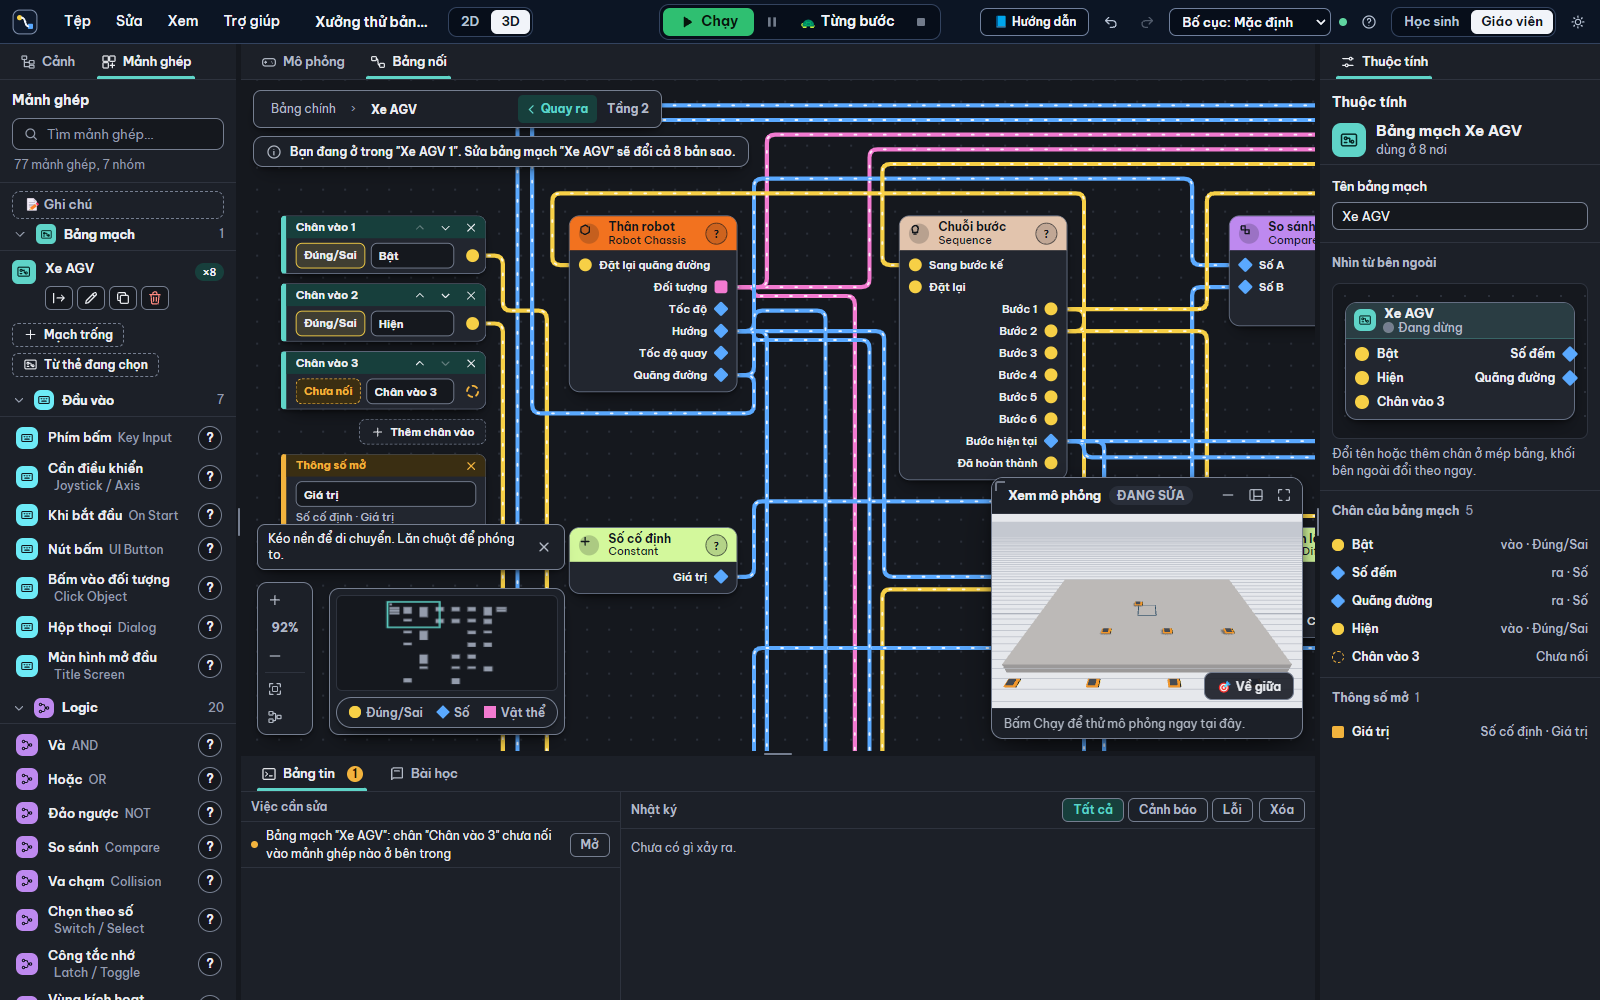 Tệp
Sửa
Xem
Trợ giúp
Xưởng thử bản...
2D
3D
Chạy
Từng bước
Hướng dẫn
Bố cục: Mặc định
Học sinh
Giáo viên
Cảnh
Mảnh ghép
Mảnh ghép
Tìm mảnh ghép...
77 mảnh ghép, 7 nhóm
Ghi chú
Bảng mạch
1
Xe AGV
×8
+ Mạch trống
Từ thẻ đang chọn
Đầu vào
7
Phím bấm Key Input
?
Cần điều khiển
Joystick / Axis
?
Khi bắt đầu On Start
?
Nút bấm UI Button
?
Bấm vào đối tượng
Click Object
?
Hộp thoại Dialog
?
Màn hình mở đầu
Title Screen
?
Logic
20
Và AND
?
Hoặc OR
?
Đảo ngược NOT
?
So sánh Compare
?
Va chạm Collision
?
Chọn theo số
Switch / Select
?
Công tắc nhớ
Latch / Toggle
?
Vùng kích hoạt
Mô phỏng
Bảng nối
Bảng chính
Xe AGV
Quay ra
Tầng 2
Bạn đang ở trong "Xe AGV 1". Sửa bảng mạch "Xe AGV" sẽ đổi cả 8 bản sao.
Chân vào 1
Đúng/Sai
Bật
Chân vào 2
Đúng/Sai
Hiện
Chân vào 3
Chưa nối
Chân vào 3
+ Thêm chân vào
Thông số mở
Giá trị
Số cố định · Giá trị
Kéo nền để di chuyển. Lăn chuột để phóng
to.
92%
Đúng/Sai
Số
Vật thể
Thân robot
Robot Chassis
?
Đặt lại quãng đường
Đối tượng
Tốc độ
Hướng
Tốc độ quay
Quãng đường
Số cố định
Constant
?
Giá trị
Chuỗi bước
Sequence
?
Sang bước kế
Đặt lại
Bước 1
Bước 2
Bước 3
Bước 4
Bước 5
Bước 6
Bước hiện tại
Đã hoàn thành
So sánh
Compare
Số A
Số B
Xem mô phỏng
ĐANG SỬA
Về giữa
Bấm Chạy để thử mô phỏng ngay tại đây.
Bảng tin
1
Bài học
Việc cần sửa
Bảng mạch "Xe AGV": chân "Chân vào 3" chưa nối
vào mảnh ghép nào ở bên trong
Mở
Nhật ký
Tất cả
Cảnh báo
Lỗi
Xóa
Chưa có gì xảy ra.
Thuộc tính
Thuộc tính
Bảng mạch Xe AGV
dùng ở 8 nơi
Tên bảng mạch
Xe AGV
Nhìn từ bên ngoài
Xe AGV
Đang dừng
Bật
Số đếm
Hiện
Quãng đường
Chân vào 3
Đổi tên hoặc thêm chân ở mép bảng, khối
bên ngoài đổi theo ngay.
Chân của bảng mạch 5
Bật
vào · Đúng/Sai
Số đếm
ra · Số
Quãng đường
ra · Số
Hiện
vào · Đúng/Sai
Chân vào 3
Chưa nối
Thông số mở 1
Giá trị
Số cố định · Giá trị